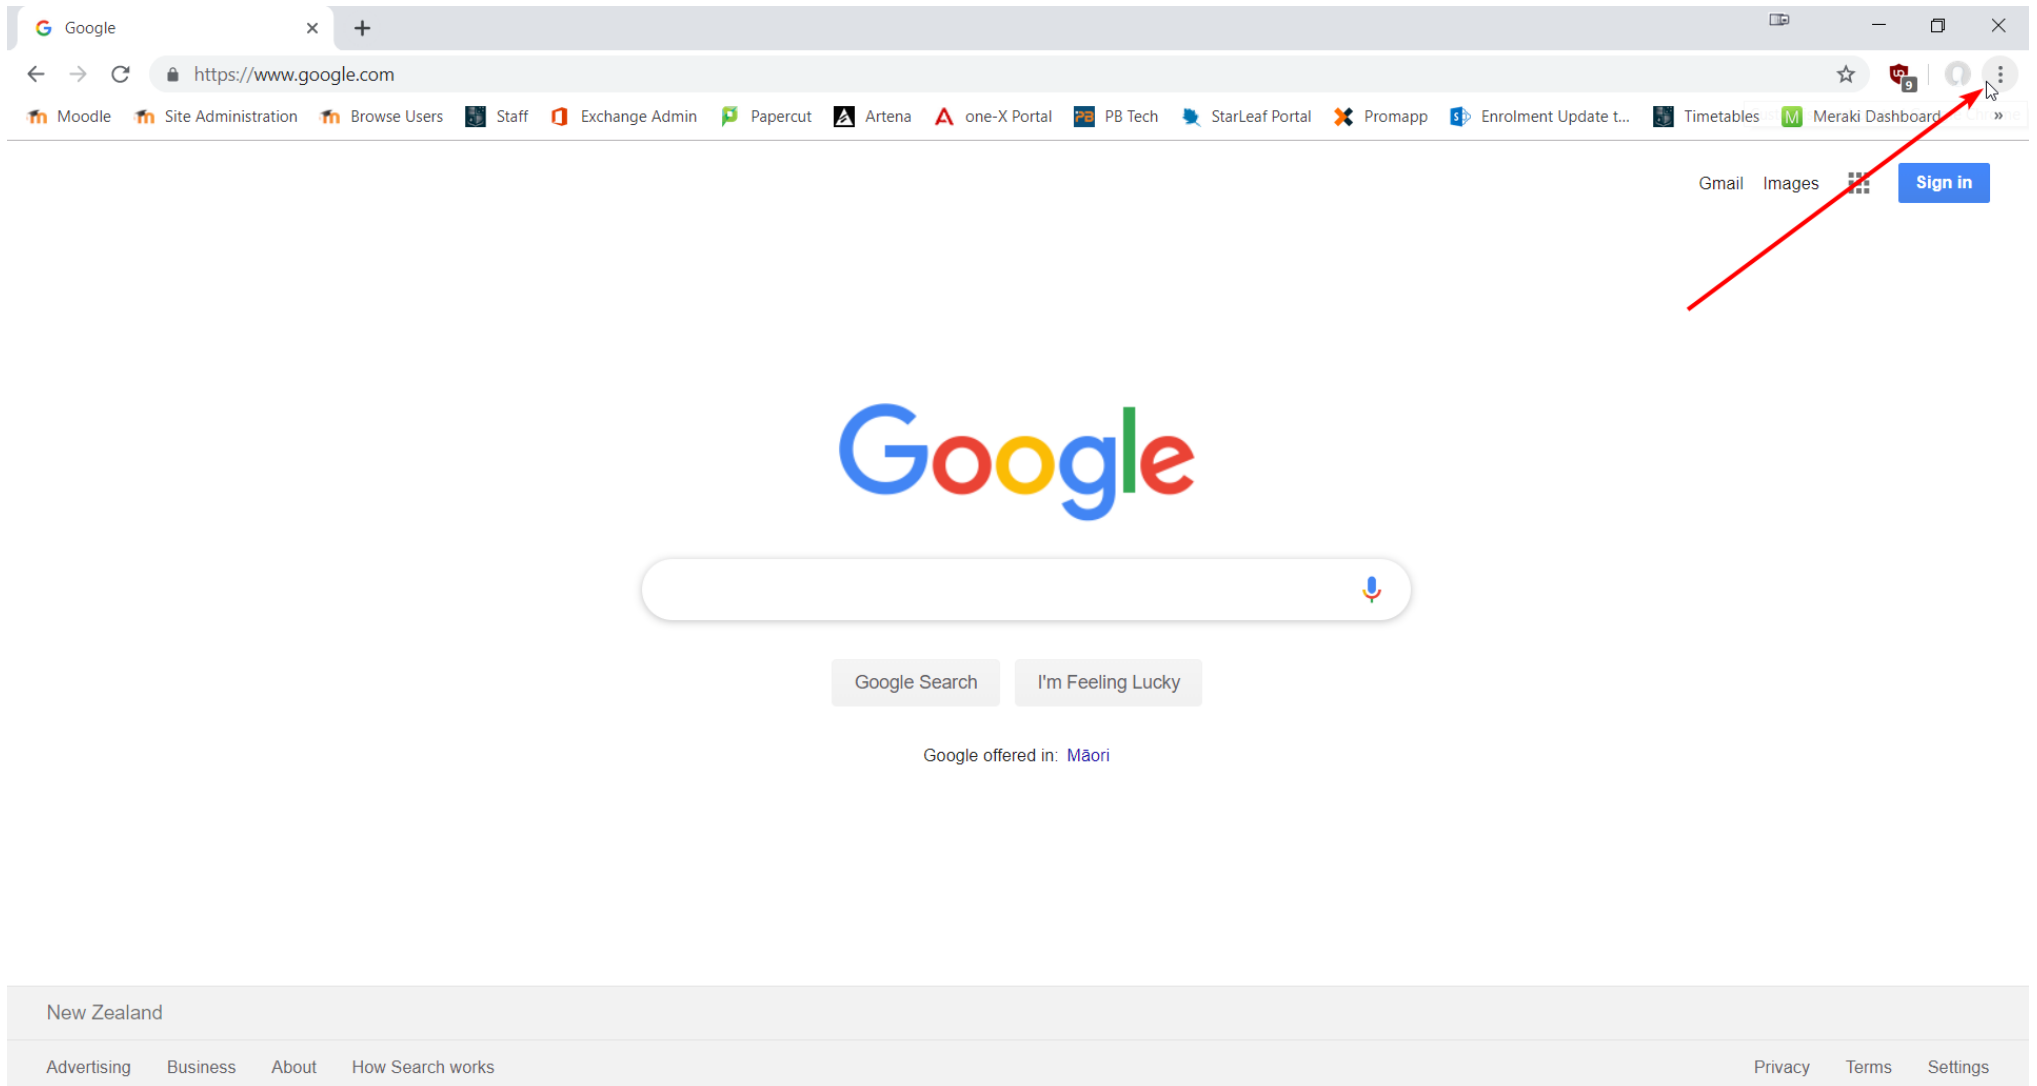 Google
https://www.google.com
9
Moodle Site Administration Browse Users Staff Exchange Admin Papercut Artena one-X Portal PB Tech StarLeaf Portal Promapp Enrolment Update t... Timetables Meraki Dashboard »
Gmail Images Sign in
Google
Google Search I'm Feeling Lucky
Google offered in: Māori
New Zealand
Advertising Business About How Search works Privacy Terms Settings